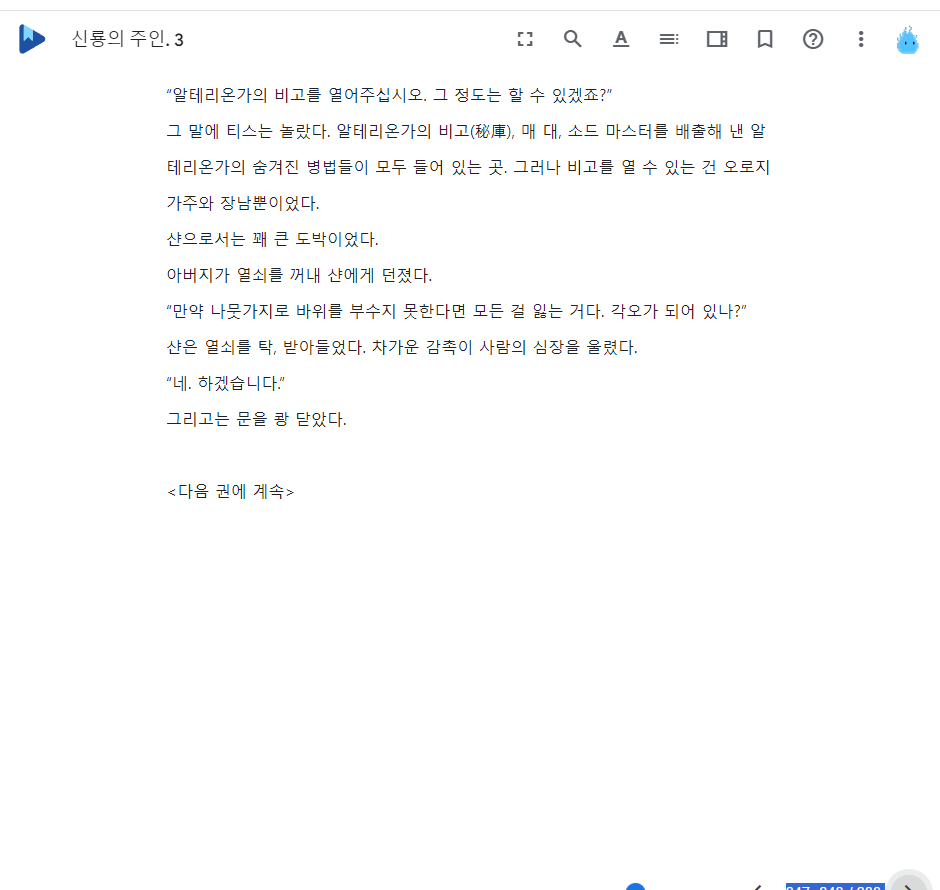 신룡의 주인. 3
“알테리온가의 비고를 열어주십시오. 그 정도는 할 수 있겠죠?”
그 말에 티스는 놀랐다. 알테리온가의 비고(秘庫), 매 대, 소드 마스터를 배출해 낸 알
테리온가의 숨겨진 병법들이 모두 들어 있는 곳. 그러나 비고를 열 수 있는 건 오로지
가주와 장남뿐이었다.
샨으로서는 꽤 큰 도박이었다.
아버지가 열쇠를 꺼내 샨에게 던졌다.
“만약 나뭇가지로 바위를 부수지 못한다면 모든 걸 잃는 거다. 각오가 되어 있나?”
샨은 열쇠를 탁, 받아들었다. 차가운 감촉이 사람의 심장을 울렸다.
“네. 하겠습니다.”
그리고는 문을 쾅 닫았다.
<다음 권에 계속>